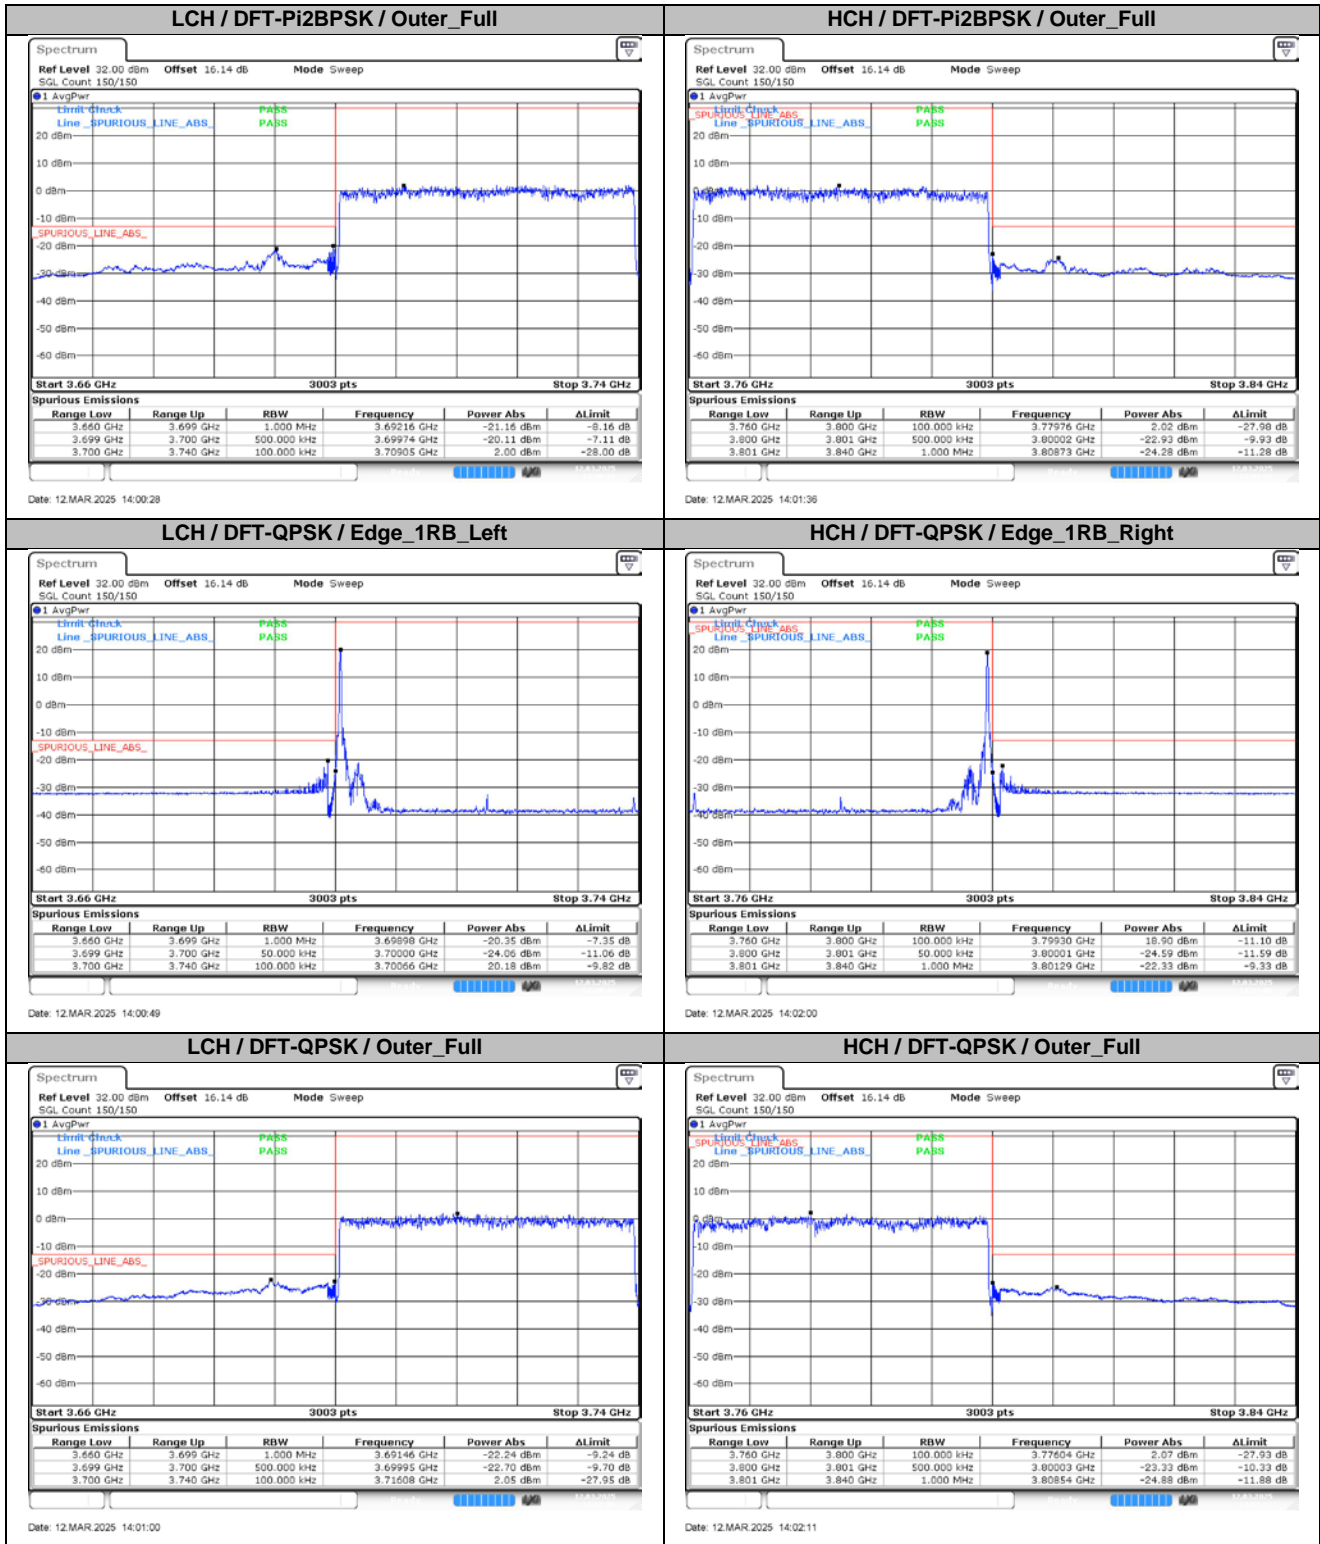 LCH / DFT-Pi2BPSK / Outer_Full
HCH / DFT-Pi2BPSK / Outer_Full
Spectrum
Ref Level 32.00 dBm Offset 16.14 dB Mode Sweep
SGL Count 150/150
1 AvgPwr
Limit Check PASS
Line _SPURIOUS_LINE_ABS_ PASS
20 dBm
10 dBm
0 dBm
-10 dBm
_SPURIOUS_LINE_ABS_
-20 dBm
-30 dBm
-40 dBm
-50 dBm
-60 dBm
Start 3.66 GHz 3003 pts Stop 3.74 GHz
Spurious Emissions
Range Low Range Up RBW Frequency Power Abs ΔLimit
3.660 GHz 3.699 GHz 1.000 MHz 3.69216 GHz -21.16 dBm -8.16 dB
3.699 GHz 3.700 GHz 500.000 kHz 3.69974 GHz -20.11 dBm -7.11 dB
3.700 GHz 3.740 GHz 100.000 kHz 3.70905 GHz 2.00 dBm -28.00 dB
Date: 12.MAR.2025 14:00:28
Spectrum
Ref Level 32.00 dBm Offset 16.14 dB Mode Sweep
SGL Count 150/150
1 AvgPwr
Limit Check PASS
_SPURIOUS_LINE_ABS_
Line _SPURIOUS_LINE_ABS_ PASS
20 dBm
10 dBm
0 dBm
-10 dBm
-20 dBm
-30 dBm
-40 dBm
-50 dBm
-60 dBm
Start 3.76 GHz 3003 pts Stop 3.84 GHz
Spurious Emissions
Range Low Range Up RBW Frequency Power Abs ΔLimit
3.760 GHz 3.800 GHz 100.000 kHz 3.77976 GHz 2.02 dBm -27.98 dB
3.800 GHz 3.801 GHz 500.000 kHz 3.80002 GHz -22.93 dBm -9.93 dB
3.801 GHz 3.840 GHz 1.000 MHz 3.80873 GHz -24.28 dBm -11.28 dB
Date: 12.MAR.2025 14:01:36
LCH / DFT-QPSK / Edge_1RB_Left
HCH / DFT-QPSK / Edge_1RB_Right
Spectrum
Ref Level 32.00 dBm Offset 16.14 dB Mode Sweep
SGL Count 150/150
1 AvgPwr
Limit Check PASS
Line _SPURIOUS_LINE_ABS_ PASS
20 dBm
10 dBm
0 dBm
-10 dBm
_SPURIOUS_LINE_ABS_
-20 dBm
-30 dBm
-40 dBm
-50 dBm
-60 dBm
Start 3.66 GHz 3003 pts Stop 3.74 GHz
Spurious Emissions
Range Low Range Up RBW Frequency Power Abs ΔLimit
3.660 GHz 3.699 GHz 1.000 MHz 3.69898 GHz -20.35 dBm -7.35 dB
3.699 GHz 3.700 GHz 50.000 kHz 3.70000 GHz -24.06 dBm -11.06 dB
3.700 GHz 3.740 GHz 100.000 kHz 3.70066 GHz 20.18 dBm -9.82 dB
Date: 12.MAR.2025 14:00:49
Spectrum
Ref Level 32.00 dBm Offset 16.14 dB Mode Sweep
SGL Count 150/150
1 AvgPwr
Limit Check PASS
_SPURIOUS_LINE_ABS_
Line _SPURIOUS_LINE_ABS_ PASS
20 dBm
10 dBm
0 dBm
-10 dBm
-20 dBm
-30 dBm
-40 dBm
-50 dBm
-60 dBm
Start 3.76 GHz 3003 pts Stop 3.84 GHz
Spurious Emissions
Range Low Range Up RBW Frequency Power Abs ΔLimit
3.760 GHz 3.800 GHz 100.000 kHz 3.79930 GHz 18.90 dBm -11.10 dB
3.800 GHz 3.801 GHz 50.000 kHz 3.80001 GHz -24.59 dBm -11.59 dB
3.801 GHz 3.840 GHz 1.000 MHz 3.80129 GHz -22.33 dBm -9.33 dB
Date: 12.MAR.2025 14:02:00
LCH / DFT-QPSK / Outer_Full
HCH / DFT-QPSK / Outer_Full
Spectrum
Ref Level 32.00 dBm Offset 16.14 dB Mode Sweep
SGL Count 150/150
1 AvgPwr
Limit Check PASS
Line _SPURIOUS_LINE_ABS_ PASS
20 dBm
10 dBm
0 dBm
-10 dBm
_SPURIOUS_LINE_ABS_
-20 dBm
-30 dBm
-40 dBm
-50 dBm
-60 dBm
Start 3.66 GHz 3003 pts Stop 3.74 GHz
Spurious Emissions
Range Low Range Up RBW Frequency Power Abs ΔLimit
3.660 GHz 3.699 GHz 1.000 MHz 3.69146 GHz -22.24 dBm -9.24 dB
3.699 GHz 3.700 GHz 500.000 kHz 3.69995 GHz -22.70 dBm -9.70 dB
3.700 GHz 3.740 GHz 100.000 kHz 3.71608 GHz 2.05 dBm -27.95 dB
Date: 12.MAR.2025 14:01:00
Spectrum
Ref Level 32.00 dBm Offset 16.14 dB Mode Sweep
SGL Count 150/150
1 AvgPwr
Limit Check PASS
_SPURIOUS_LINE_ABS_
Line _SPURIOUS_LINE_ABS_ PASS
20 dBm
10 dBm
0 dBm
-10 dBm
-20 dBm
-30 dBm
-40 dBm
-50 dBm
-60 dBm
Start 3.76 GHz 3003 pts Stop 3.84 GHz
Spurious Emissions
Range Low Range Up RBW Frequency Power Abs ΔLimit
3.760 GHz 3.800 GHz 100.000 kHz 3.77604 GHz 2.07 dBm -27.93 dB
3.800 GHz 3.801 GHz 500.000 kHz 3.80003 GHz -23.33 dBm -10.33 dB
3.801 GHz 3.840 GHz 1.000 MHz 3.80854 GHz -24.88 dBm -11.88 dB
Date: 12.MAR.2025 14:02:11